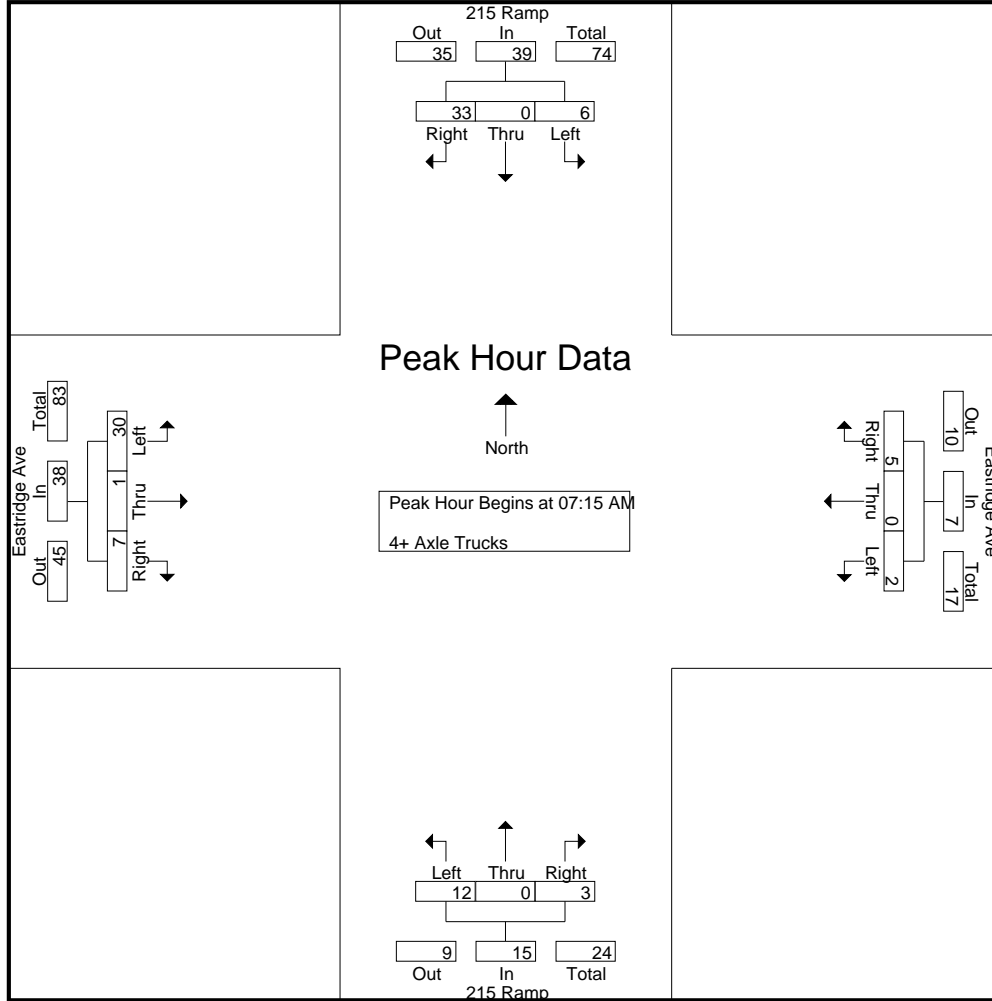 215 Ramp
Out In Total
35 39 74
33 0 6
Right Thru Left
Peak Hour Data
North
Peak Hour Begins at 07:15 AM
4+ Axle Trucks
Eastridge Ave
Total In Out
83 38 45
30 1 7
Left Thru Right
Right Thru Left
5 0 2
Out In Total
10 7 17
Eastridge Ave
Left Thru Right
12 0 3
9 15 24
Out In Total
215 Ramp